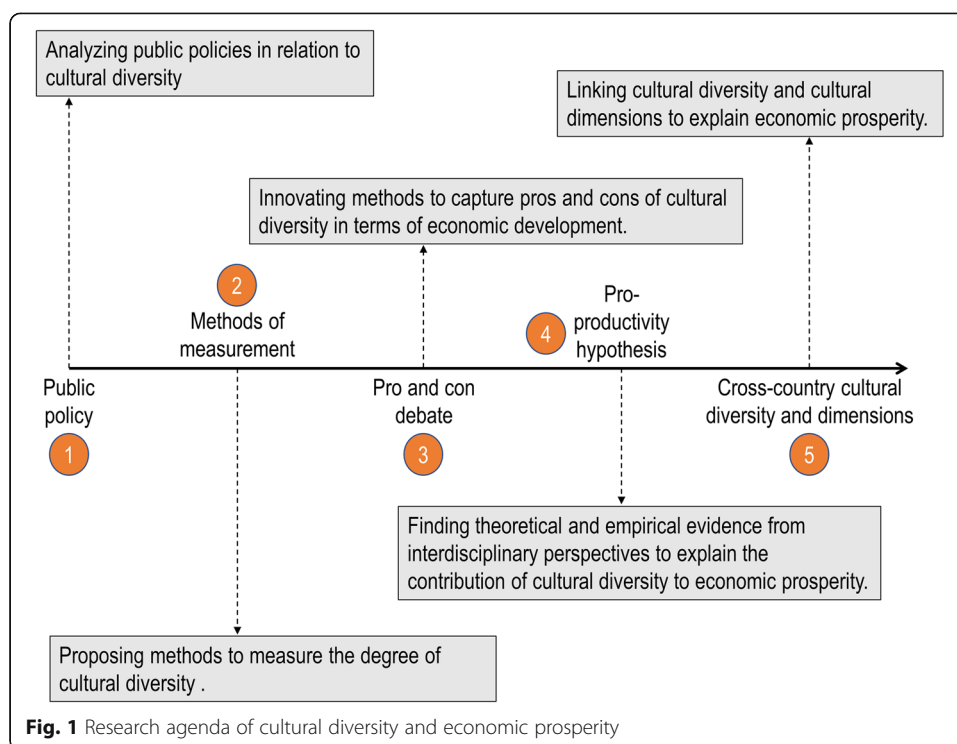 Analyzing public policies in relation to
cultural diversity
Linking cultural diversity and cultural
dimensions to explain economic prosperity.
Innovating methods to capture pros and cons of cultural
diversity in terms of economic development.
2
Methods of
measurement
4
Pro-
productivity
hypothesis
Public
policy
1
Pro and con
debate
3
Cross-country cultural
diversity and dimensions
5
Finding theoretical and empirical evidence from
interdisciplinary perspectives to explain the
contribution of cultural diversity to economic prosperity.
Proposing methods to measure the degree of
cultural diversity .
Fig. 1 Research agenda of cultural diversity and economic prosperity